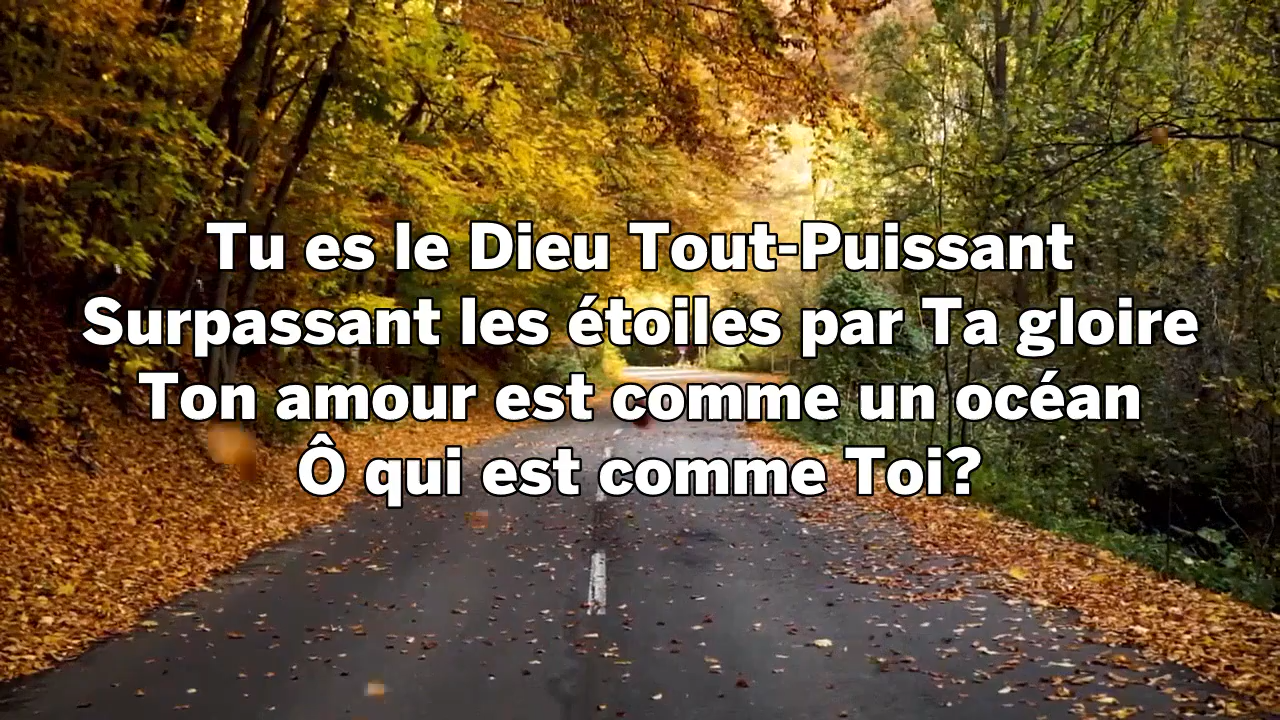 Tu es le Dieu Tout-Puissant
Surpassant les étoiles par Ta gloire
Ton amour est comme un océan
Ô qui est comme Toi?